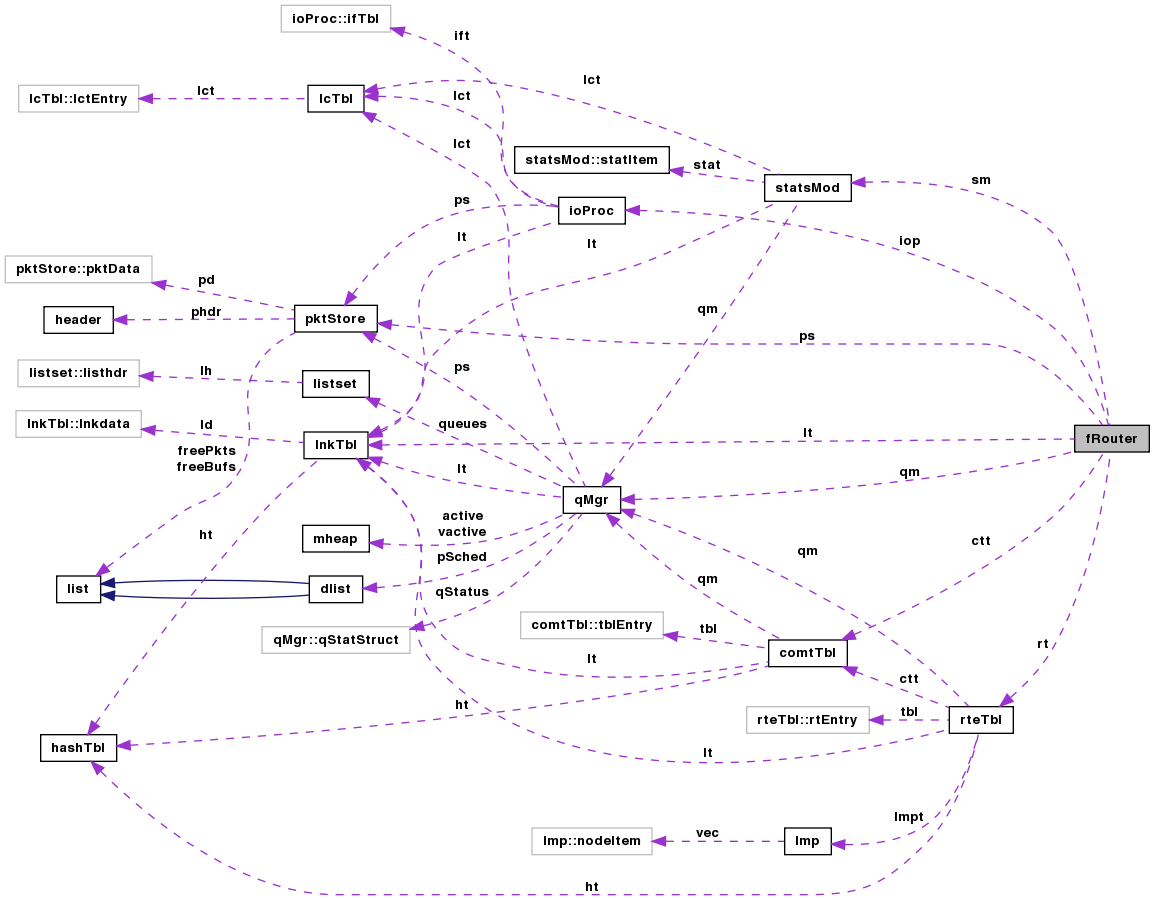 ioProc::ifTbl
ift
lct
lcTbl::lctEntry
lct
lcTbl
lct
lct
statsMod::statItem
stat
statsMod
sm
ps
ioProc
iop
lt
lt
pktStore::pktData
pd
qm
header
phdr
pktStore
ps
listset::listhdr
lh
listset
ps
lnkTbl::lnkdata
ld
lnkTbl
queues
lt
fRouter
freePkts
freeBufs
lt
qm
qMgr
active
vactive
mheap
ht
pSched
ctt
qm
list
dlist
qm
qStatus
qMgr::qStatStruct
comtTbl::tblEntry
tbl
comtTbl
lt
rt
ctt
ht
rteTbl::rtEntry
tbl
rteTbl
hashTbl
lt
lmpt
lmp::nodeItem
vec
lmp
ht